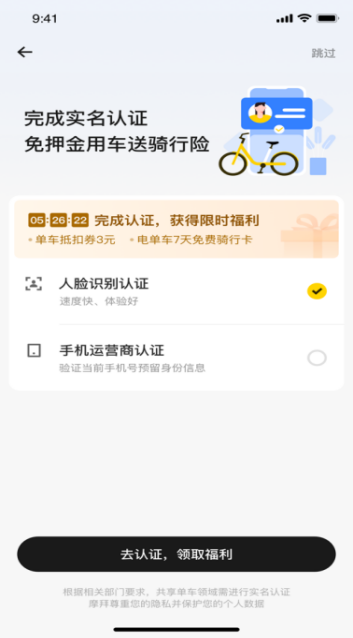 9:41
跳过
完成实名认证
免押金用车送骑行险
05:26:22 完成认证，获得限时福利
• 单车抵扣券3元 • 电单车7天免费骑行卡
人脸识别认证
速度快、体验好
手机运营商认证
验证当前手机号预留身份信息
去认证，领取福利
根据相关部门要求，共享单车领域需进行实名认证
摩拜尊重您的隐私并保护您的个人数据